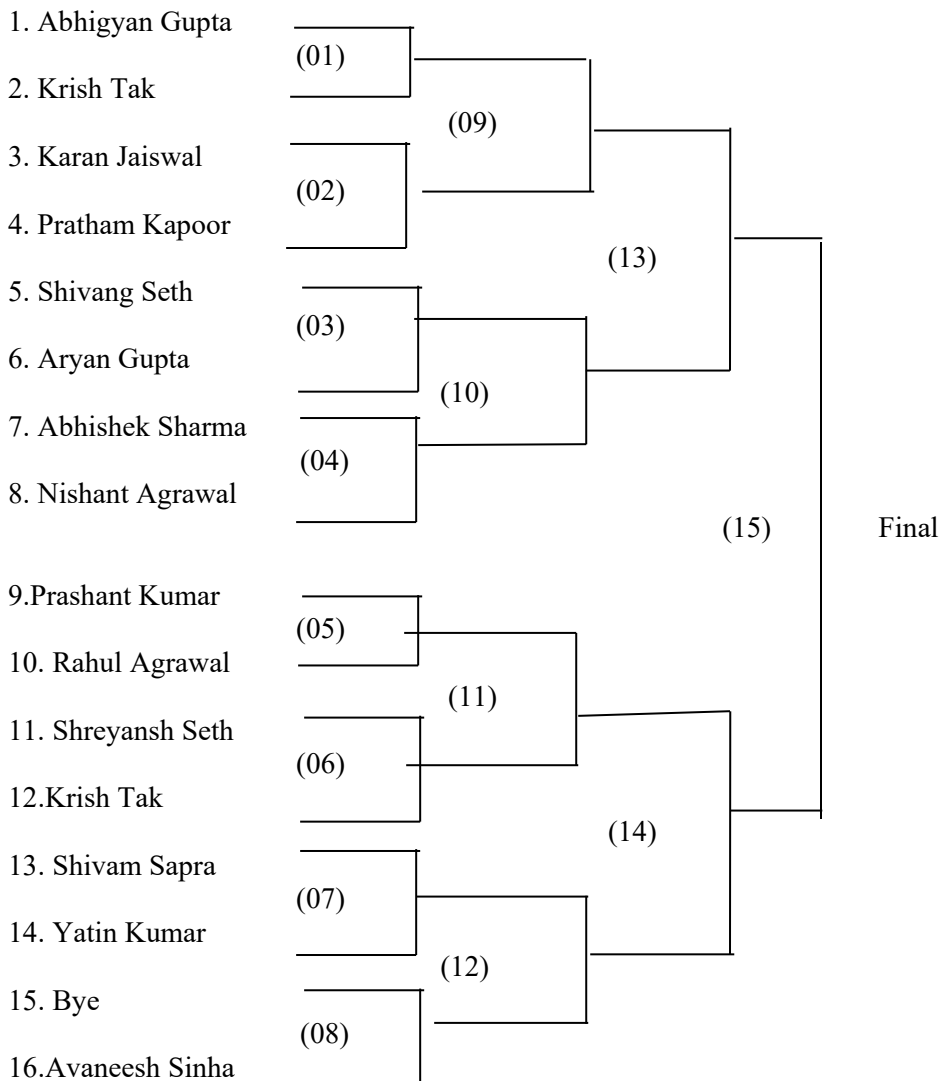 1. Abhigyan Gupta
(01)
2. Krish Tak
(09)
3. Karan Jaiswal
(02)
4. Pratham Kapoor
(13)
5. Shivang Seth
(03)
6. Aryan Gupta
(10)
7. Abhishek Sharma
(04)
8. Nishant Agrawal
(15) Final
9.Prashant Kumar
(05)
10. Rahul Agrawal
(11)
11. Shreyansh Seth
(06)
12.Krish Tak
(14)
13. Shivam Sapra
(07)
14. Yatin Kumar
(12)
15. Bye
(08)
16.Avaneesh Sinha